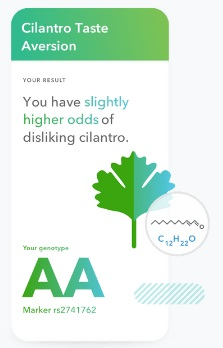 Cilantro Taste
Aversion
YOUR RESULT
You have slightly
higher odds of
disliking cilantro.
C₁₂H₂₂O
Your genotype
AA
Marker rs2741762